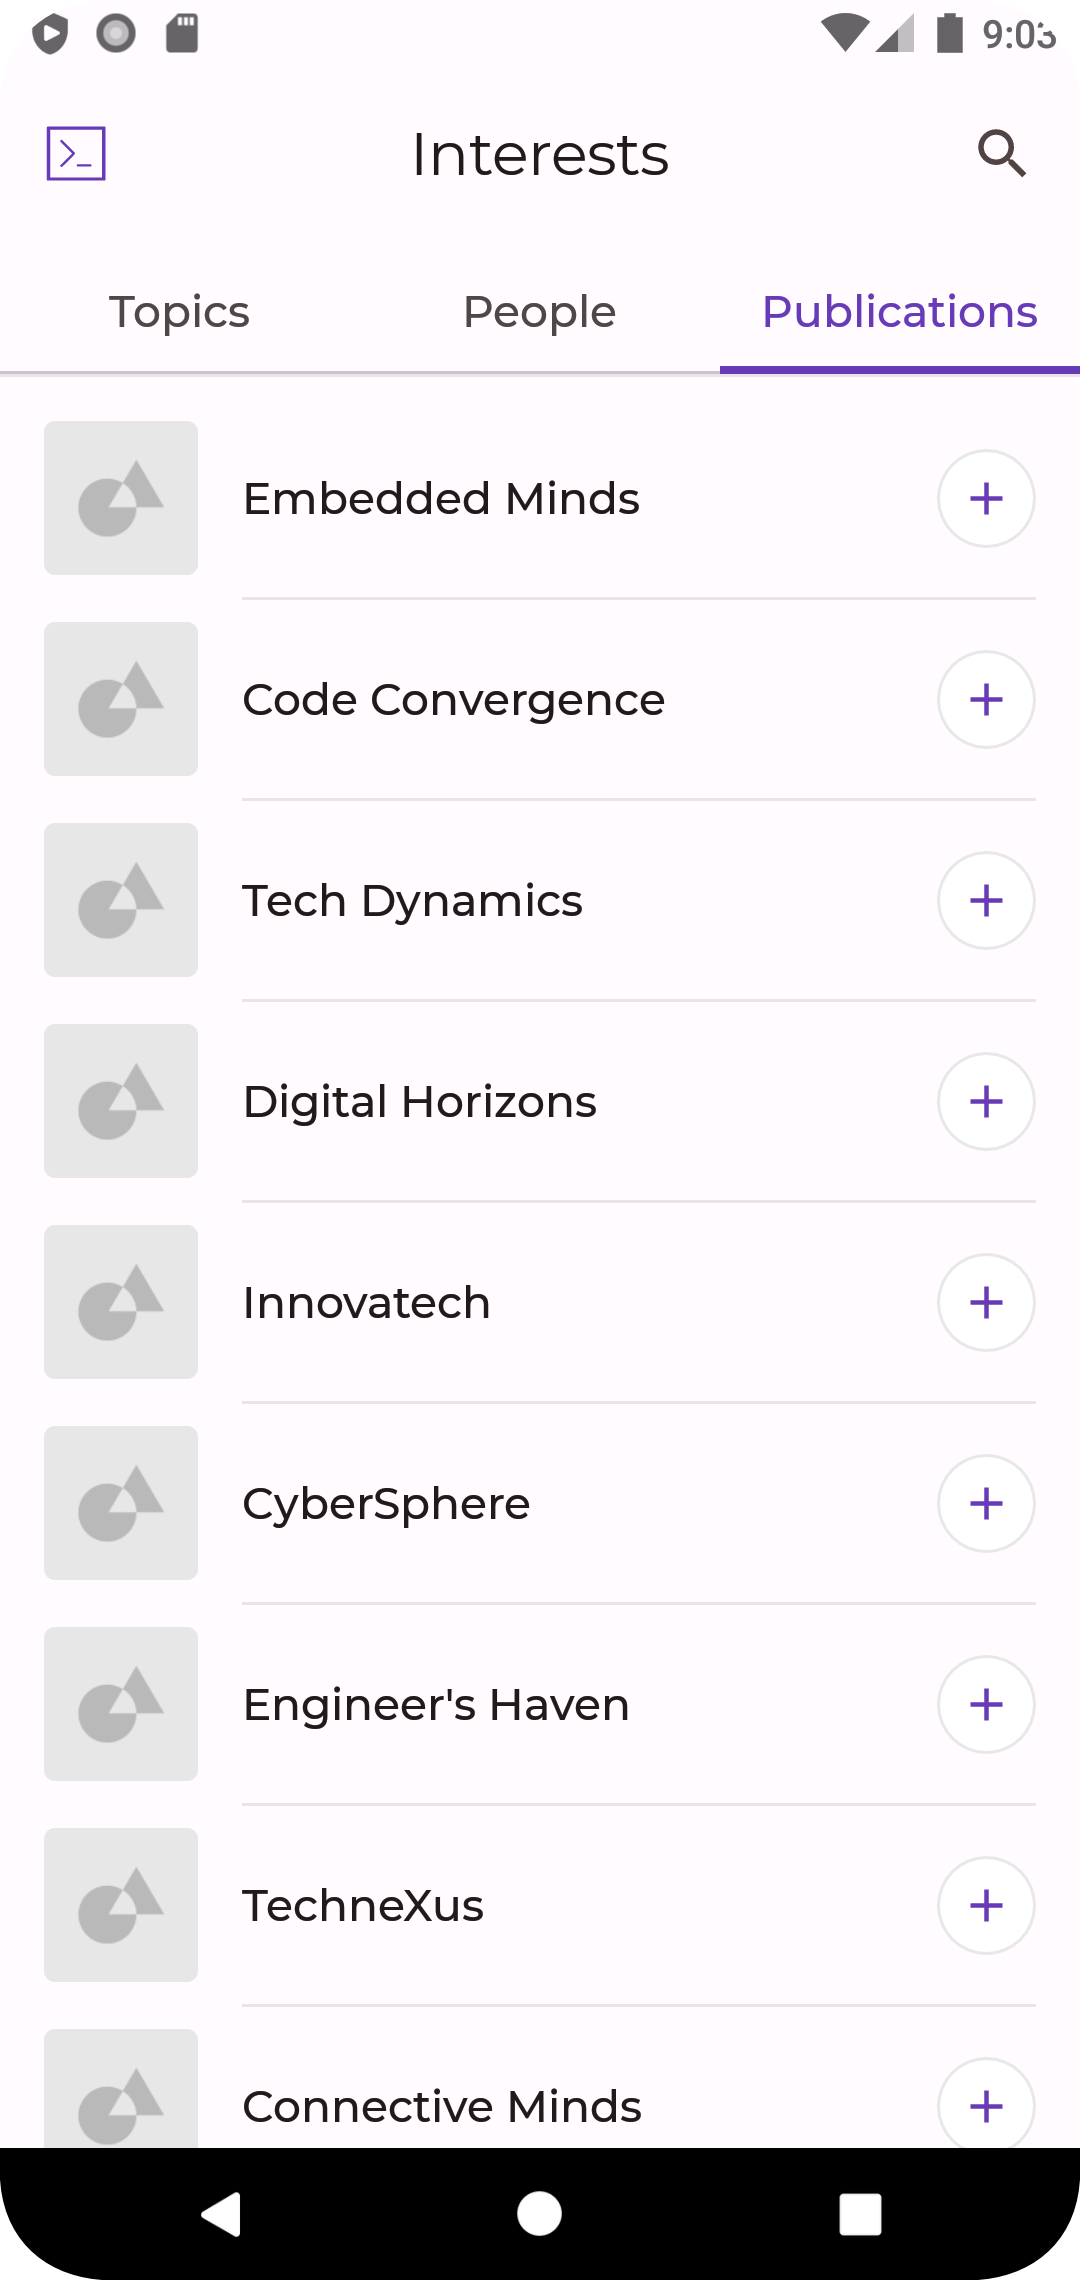 9:03
Interests
Topics People Publications
Embedded Minds
Code Convergence
Tech Dynamics
Digital Horizons
Innovatech
CyberSphere
Engineer's Haven
TechneXus
Connective Minds